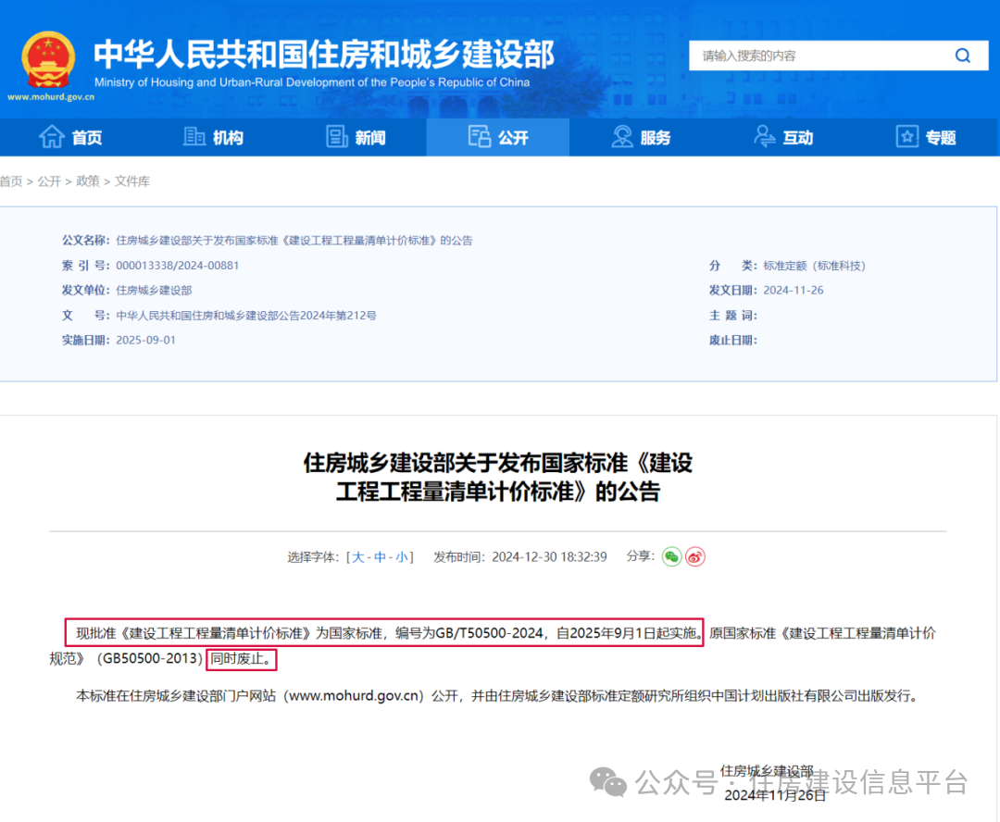 中华人民共和国住房和城乡建设部
Ministry of Housing and Urban-Rural Development of the People's Republic of China
www.mohurd.gov.cn
请输入搜索的内容
首页 机构 新闻 公开 服务 互动 专题
首页 > 公开 > 政策 > 文件库
公文名称：住房城乡建设部关于发布国家标准《建设工程工程量清单计价标准》的公告
索 引 号：000013338/2024-00881 分 类：标准定额（标准科技）
发文单位：住房城乡建设部 发文日期：2024-11-26
文 号：中华人民共和国住房和城乡建设部公告2024年第212号 主 题 词：
实施日期：2025-09-01 废止日期：
住房城乡建设部关于发布国家标准《建设
工程工程量清单计价标准》的公告
选择字体：[大-中-小] 发布时间：2024-12-30 18:32:39 分享：
现批准《建设工程工程量清单计价标准》为国家标准，编号为GB/T50500-2024，自2025年9月1日起实施。原国家标准《建设工程工程量清单计价
规范》（GB50500-2013）同时废止。
本标准在住房城乡建设部门户网站（www.mohurd.gov.cn）公开，并由住房城乡建设部标准定额研究所组织中国计划出版社有限公司出版发行。
住房城乡建设部
公众号·住房建设信息平台
2024年11月26日